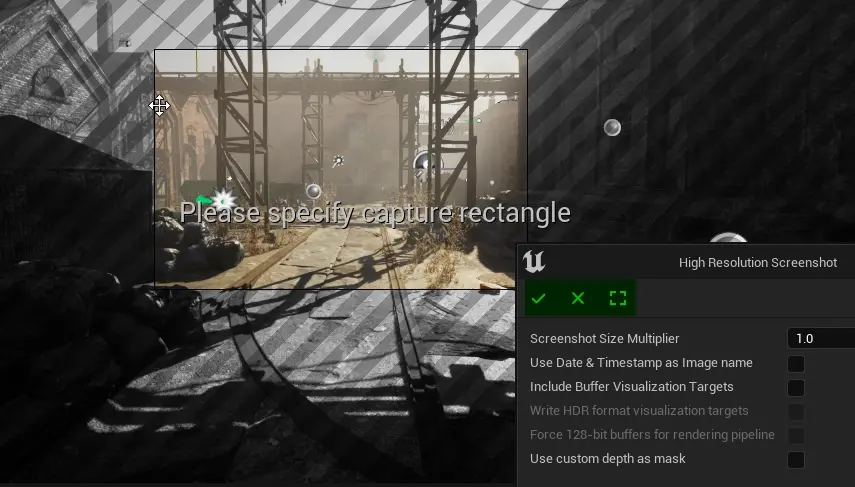 Please specify capture rectangle
High Resolution Screenshot
Screenshot Size Multiplier
1.0
Use Date & Timestamp as Image name
Include Buffer Visualization Targets
Write HDR format visualization targets
Force 128-bit buffers for rendering pipeline
Use custom depth as mask